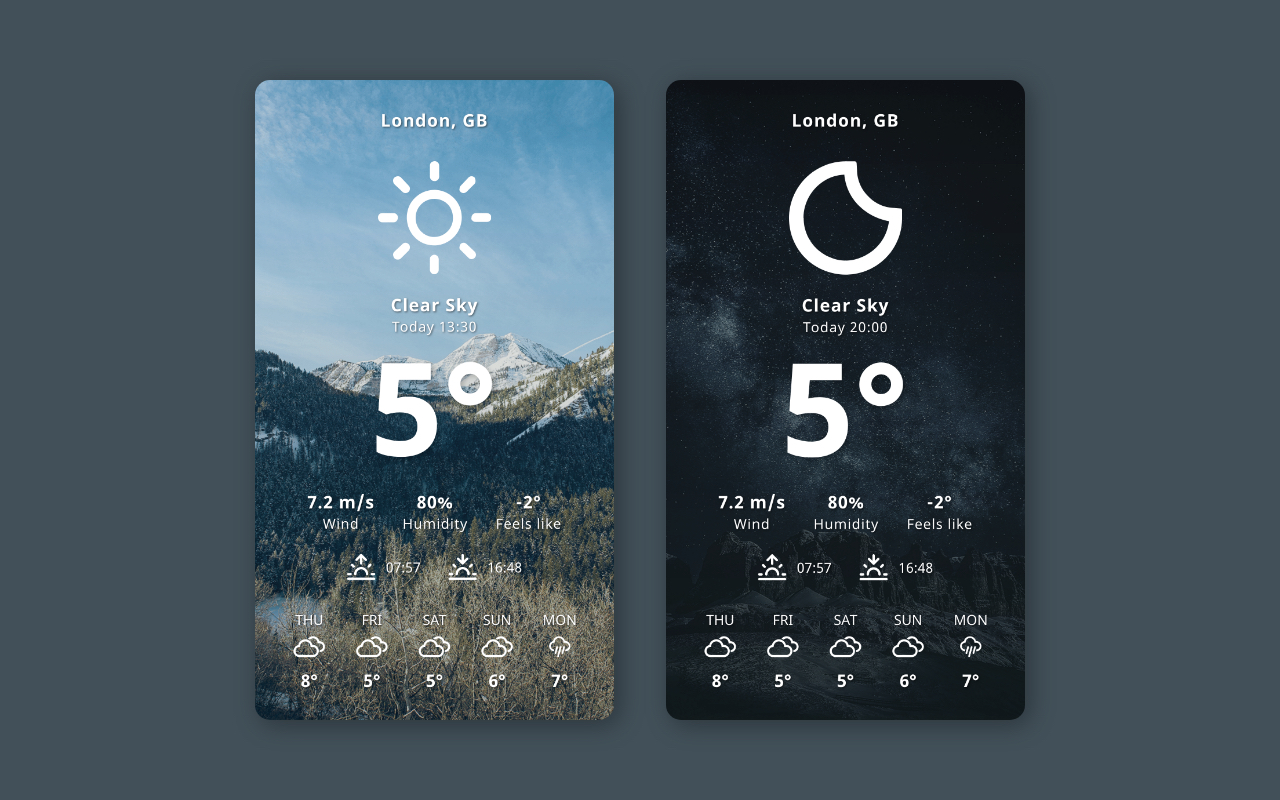 London, GB
Clear Sky
Today 13:30
5°
7.2 m/s 80% -2°
Wind Humidity Feels like
07:57 16:48
THU FRI SAT SUN MON
8° 5° 5° 6° 7°
London, GB
Clear Sky
Today 20:00
5°
7.2 m/s 80% -2°
Wind Humidity Feels like
07:57 16:48
THU FRI SAT SUN MON
8° 5° 5° 6° 7°